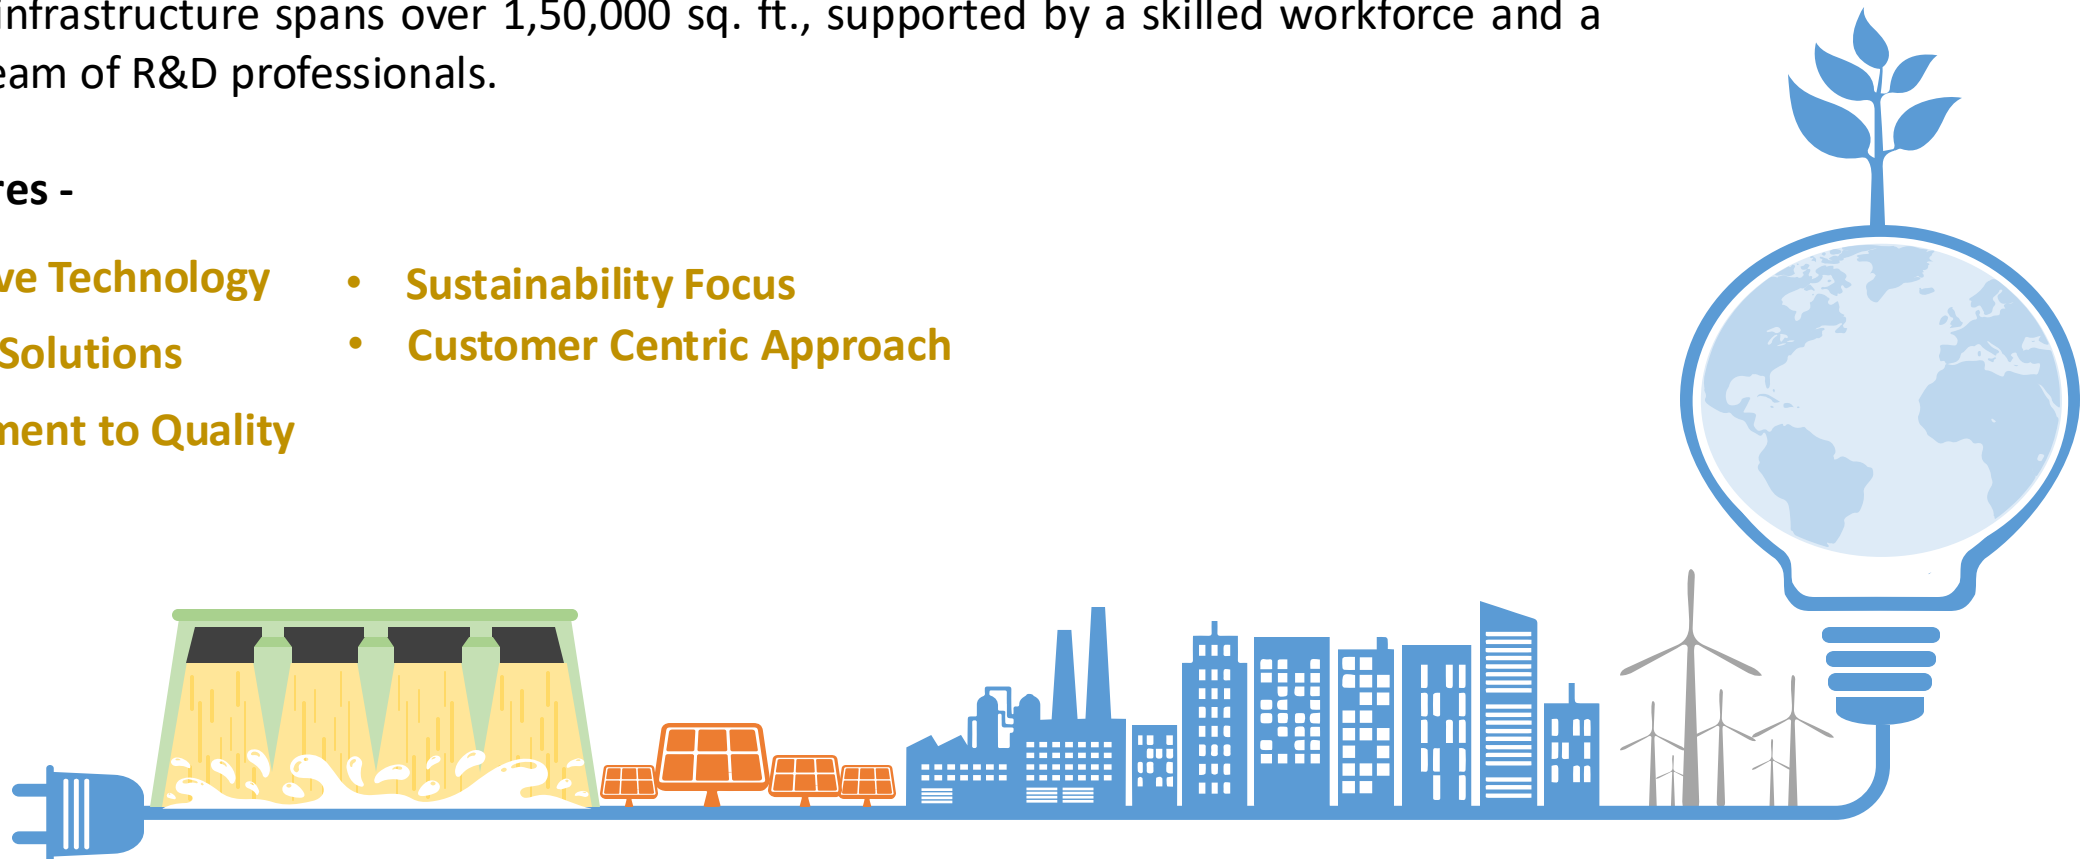 infrastructure spans over 1,50,000 sq. ft., supported by a skilled workforce and a
eam of R&D professionals.
res -
ve Technology
Solutions
ment to Quality
• Sustainability Focus
• Customer Centric Approach